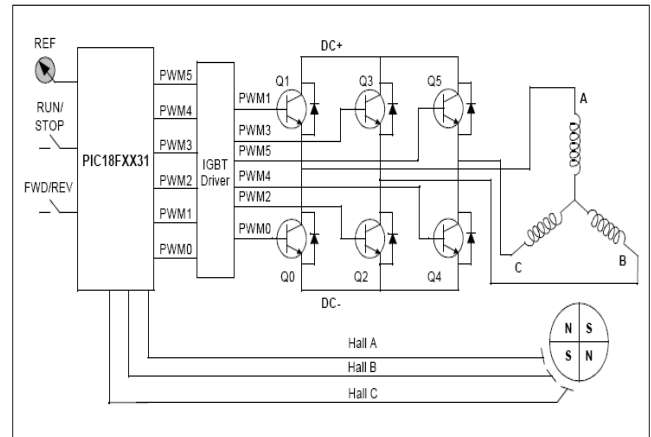 REF
RUN/
STOP
FWD/REV
PIC18FXX31
PWM5
PWM4
PWM3
PWM2
PWM1
PWM0
IGBT
Driver
PWM1
PWM3
PWM5
PWM4
PWM2
PWM0
DC+
Q1
Q3
Q5
Q0
Q2
Q4
DC-
A
C
B
N S
S N
Hall A
Hall B
Hall C